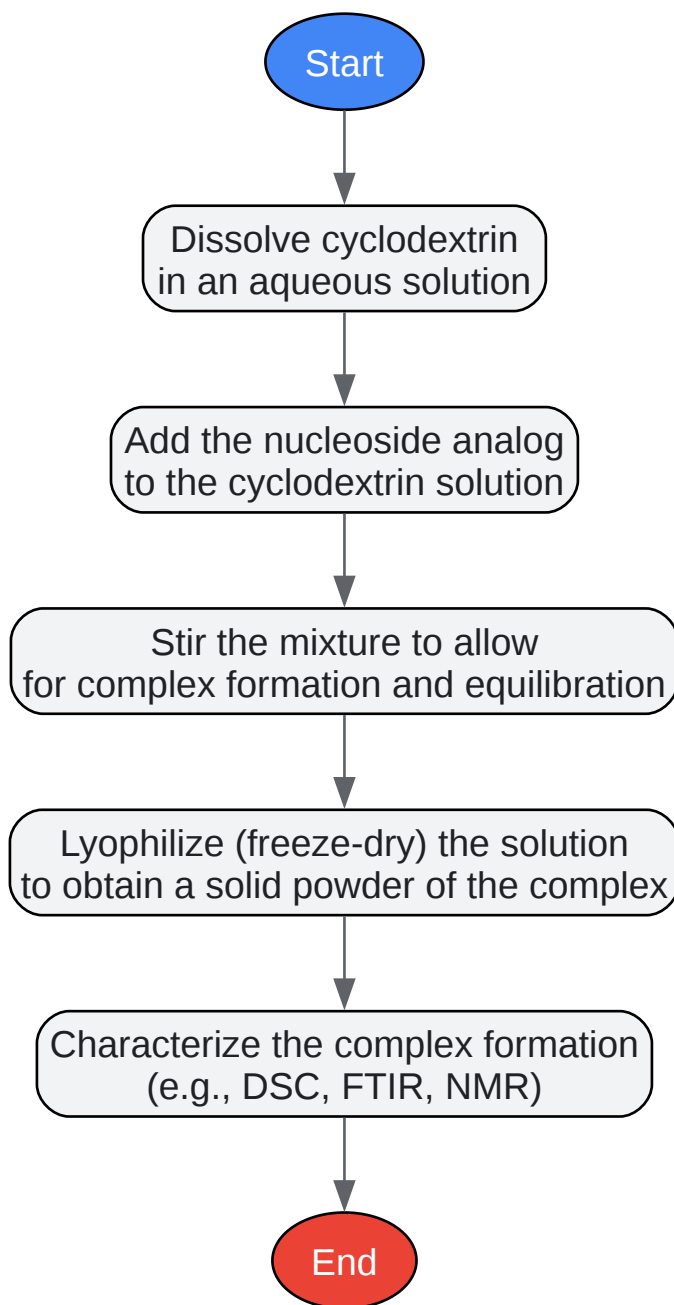 Start
Dissolve cyclodextrin
in an aqueous solution
Add the nucleoside analog
to the cyclodextrin solution
Stir the mixture to allow
for complex formation and equilibration
Lyophilize (freeze-dry) the solution
to obtain a solid powder of the complex
Characterize the complex formation
(e.g., DSC, FTIR, NMR)
End